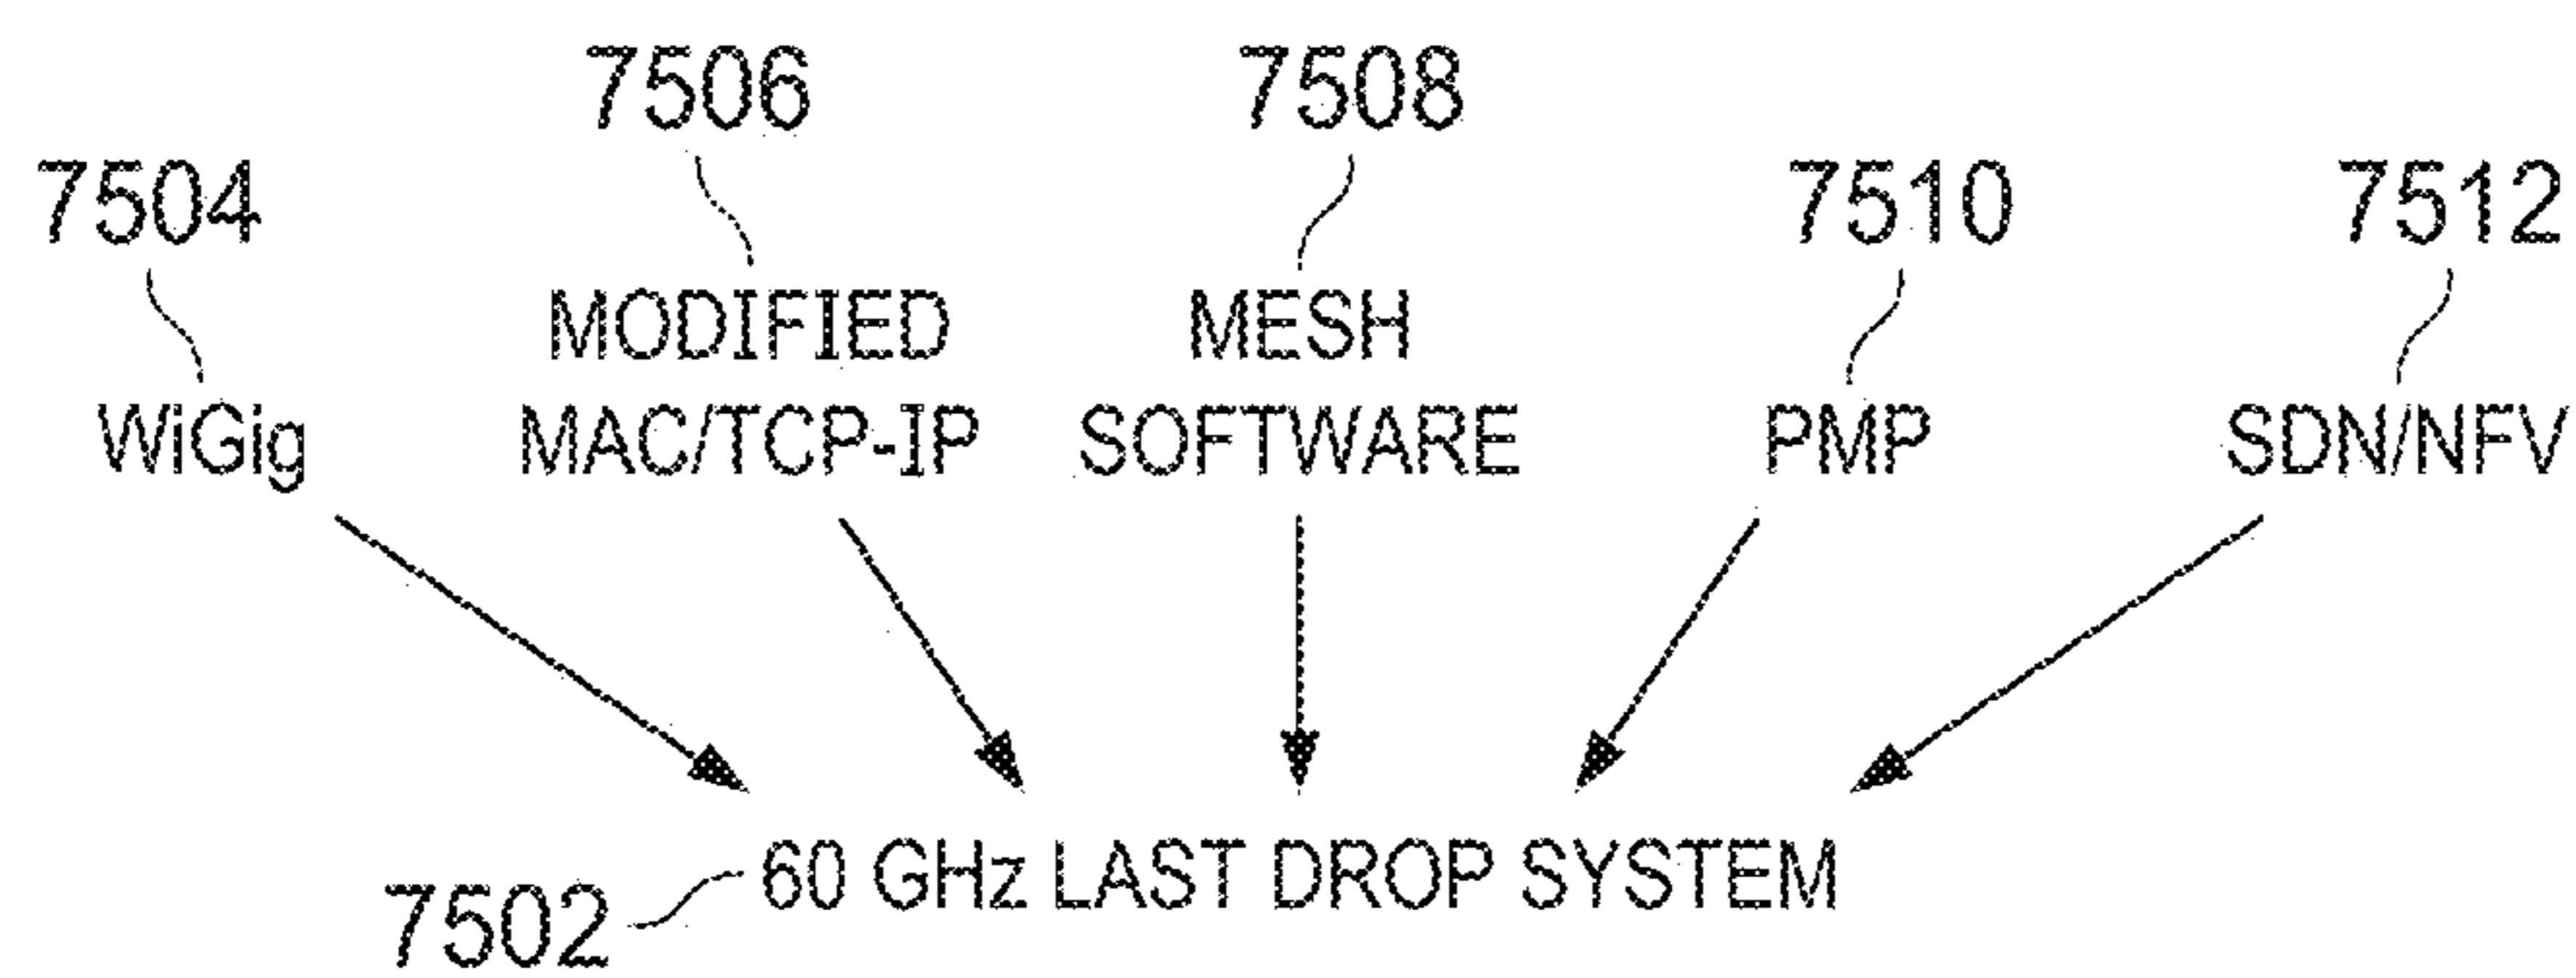 7506
7508
7504
7510
7512
MODIFIED
MESH
WiGig
MAC/TCP-IP
SOFTWARE
PMP
SDN/NFV
60 GHz LAST DROP SYSTEM
7502